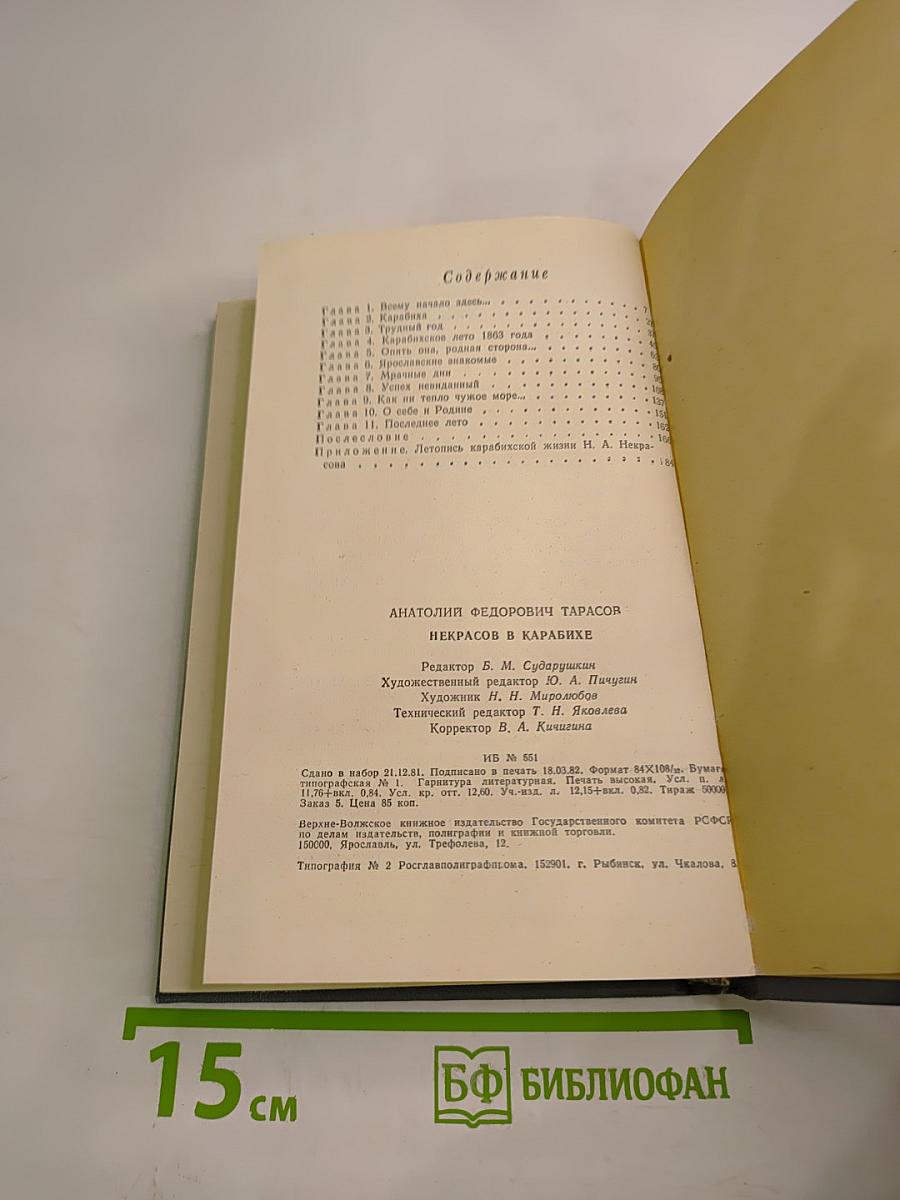 Содержание
Глава 1. Всему начало здесь... 7
Глава 2. Карабиха
Глава 3. Трудный год
Глава 4. Карабихское лето 1863 года
Глава 5. Опять она, родная сторона...
Глава 6. Ярославские знакомые
Глава 7. Мрачные дни
Глава 8. Успех невиданный
Глава 9. Как ни тепло чужое море... 137
Глава 10. О себе и Родине
Глава 11. Последнее лето 162
Послесловие
Приложение. Летопись карабихской жизни Н. А. Некра-
сова 184
АНАТОЛИЙ ФЕДОРОВИЧ ТАРАСОВ
НЕКРАСОВ В КАРАБИХЕ
Редактор Б. М. Сударушкин
Художественный редактор Ю. А. Пичугин
Художник Н. Н. Миролюбов
Технический редактор Т. Н. Яковлева
Корректор В. А. Кичигина
ИБ № 551
Сдано в набор 21.12.81. Подписано в печать 18.03.82. Формат 84X108/32. Бумага
типографская № 1. Гарнитура литературная. Печать высокая. Усл. п. л.
11,76+вкл. 0,84. Усл. кр. отт. 12,60. Уч.-изд. л. 12,15+вкл. 0,82. Тираж 50000
Заказ 5. Цена 85 коп.
Верхне-Волжское книжное издательство Государственного комитета РСФСР
по делам издательств, полиграфии и книжной торговли.
150000, Ярославль, ул. Трефолева, 12.
Типография № 2 Росглавполиграфпрома, 152901, г. Рыбинск, ул. Чкалова, 8.
15 см
БФ БИБЛИОФАН